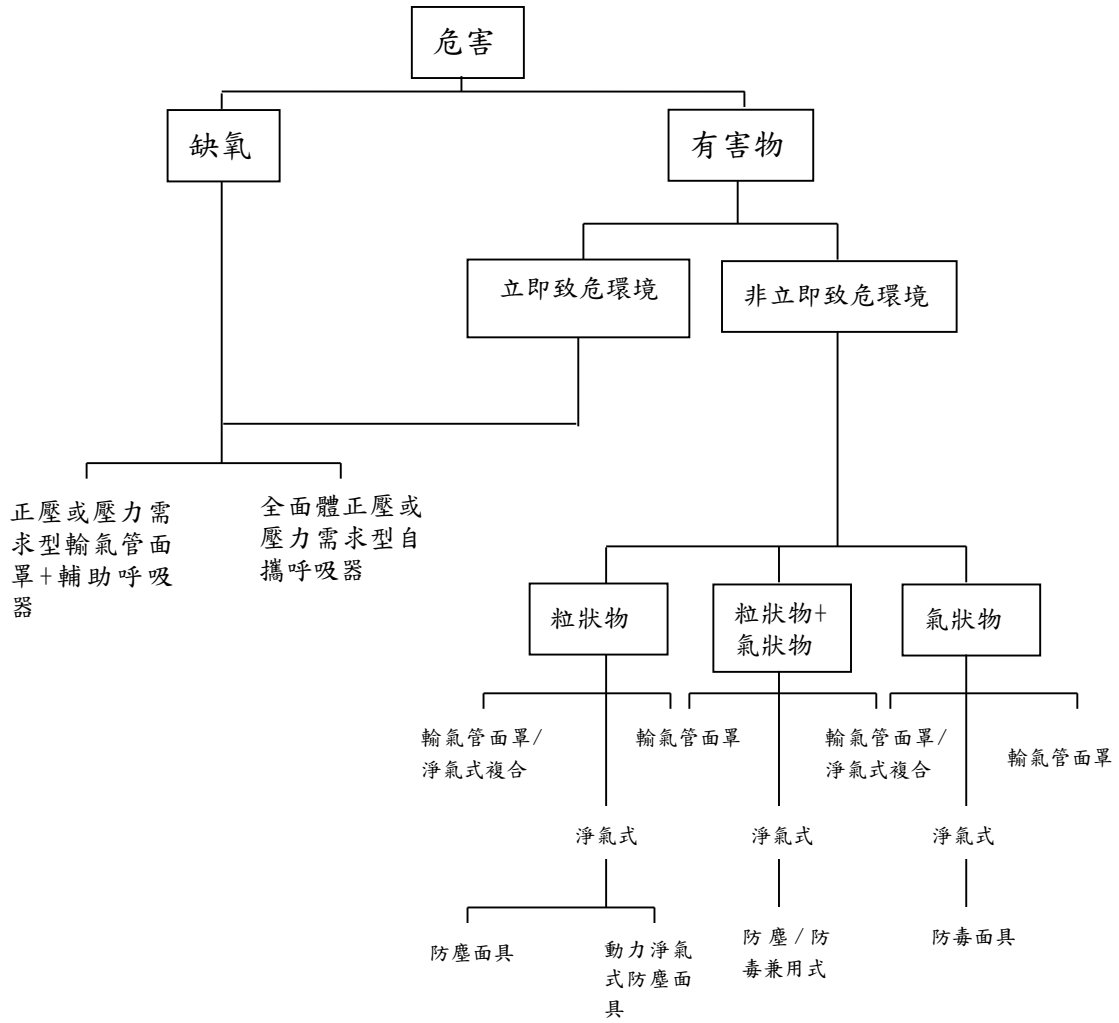 危害
缺氧
有害物
立即致危環境
非立即致危環境
正壓或壓力需
求型輸氣管面
罩+輔助呼吸
器
全面體正壓或
壓力需求型自
攜呼吸器
粒狀物
粒狀物+
氣狀物
氣狀物
輸氣管面罩/
淨氣式複合
輸氣管面罩
輸氣管面罩/
淨氣式複合
輸氣管面罩
淨氣式
淨氣式
淨氣式
防塵面具
動力淨氣
式防塵面
具
防塵/防
毒兼用式
防毒面具